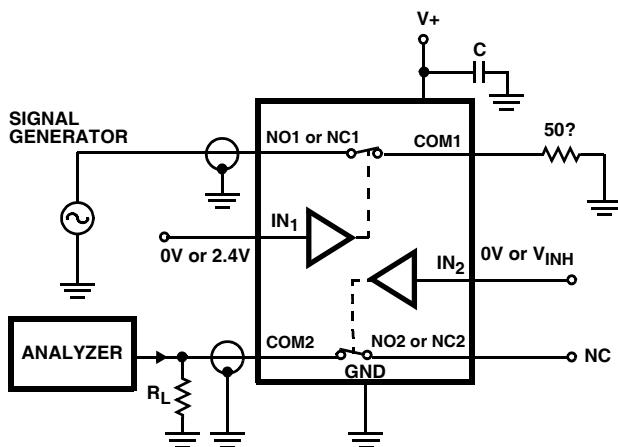 V+
C
SIGNAL
GENERATOR
NO1 or NC1
COM1
50?
IN1
0V or 2.4V
IN2
0V or VINH
ANALYZER
COM2
NO2 or NC2
NC
GND
RL